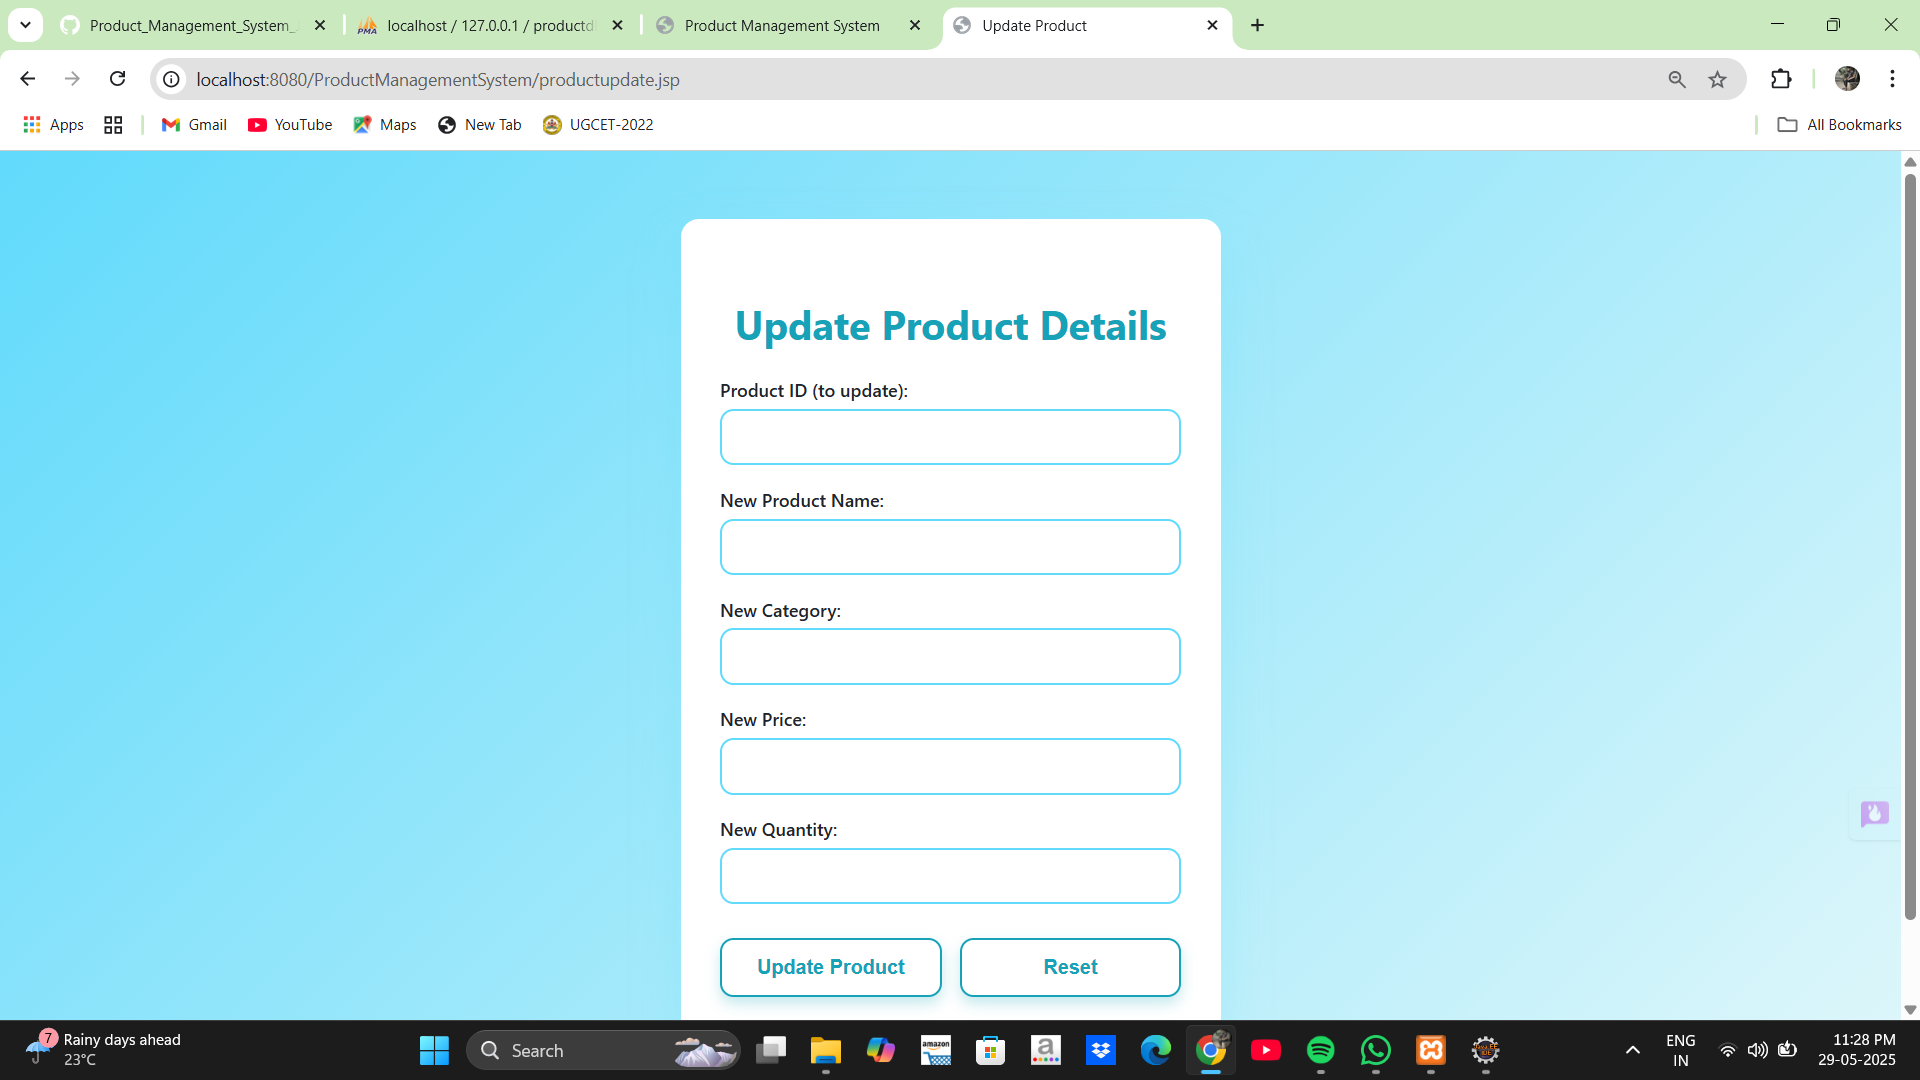 Product_Management_System_
localhost / 127.0.0.1 / productd
Product Management System
Update Product
localhost:8080/ProductManagementSystem/productupdate.jsp
Apps
Gmail
YouTube
Maps
New Tab
UGCET-2022
All Bookmarks
Update Product Details
Product ID (to update):
New Product Name:
New Category:
New Price:
New Quantity:
Update Product
Reset
7
Rainy days ahead
23°C
Search
amazon
ENG
IN
11:28 PM
29-05-2025